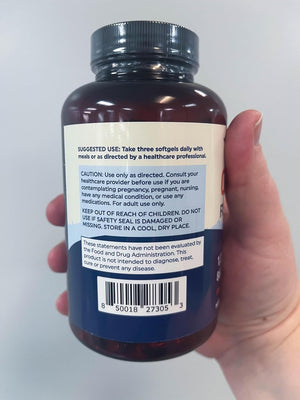 SUGGESTED USE: Take three softgels daily with
meals or as directed by a healthcare professional.
CAUTION: Use only as directed. Consult your
healthcare provider before use if you are
contemplating pregnancy, pregnant, nursing,
have any medical condition, or use any
medications. For adult use only.
KEEP OUT OF REACH OF CHILDREN. DO NOT
USE IF SAFETY SEAL IS DAMAGED OR
MISSING. STORE IN A COOL, DRY PLACE.
These statements have not been evaluated by
the Food and Drug Administration. This
product is not intended to diagnose, treat,
cure or prevent any disease.
8 50018 27305 3